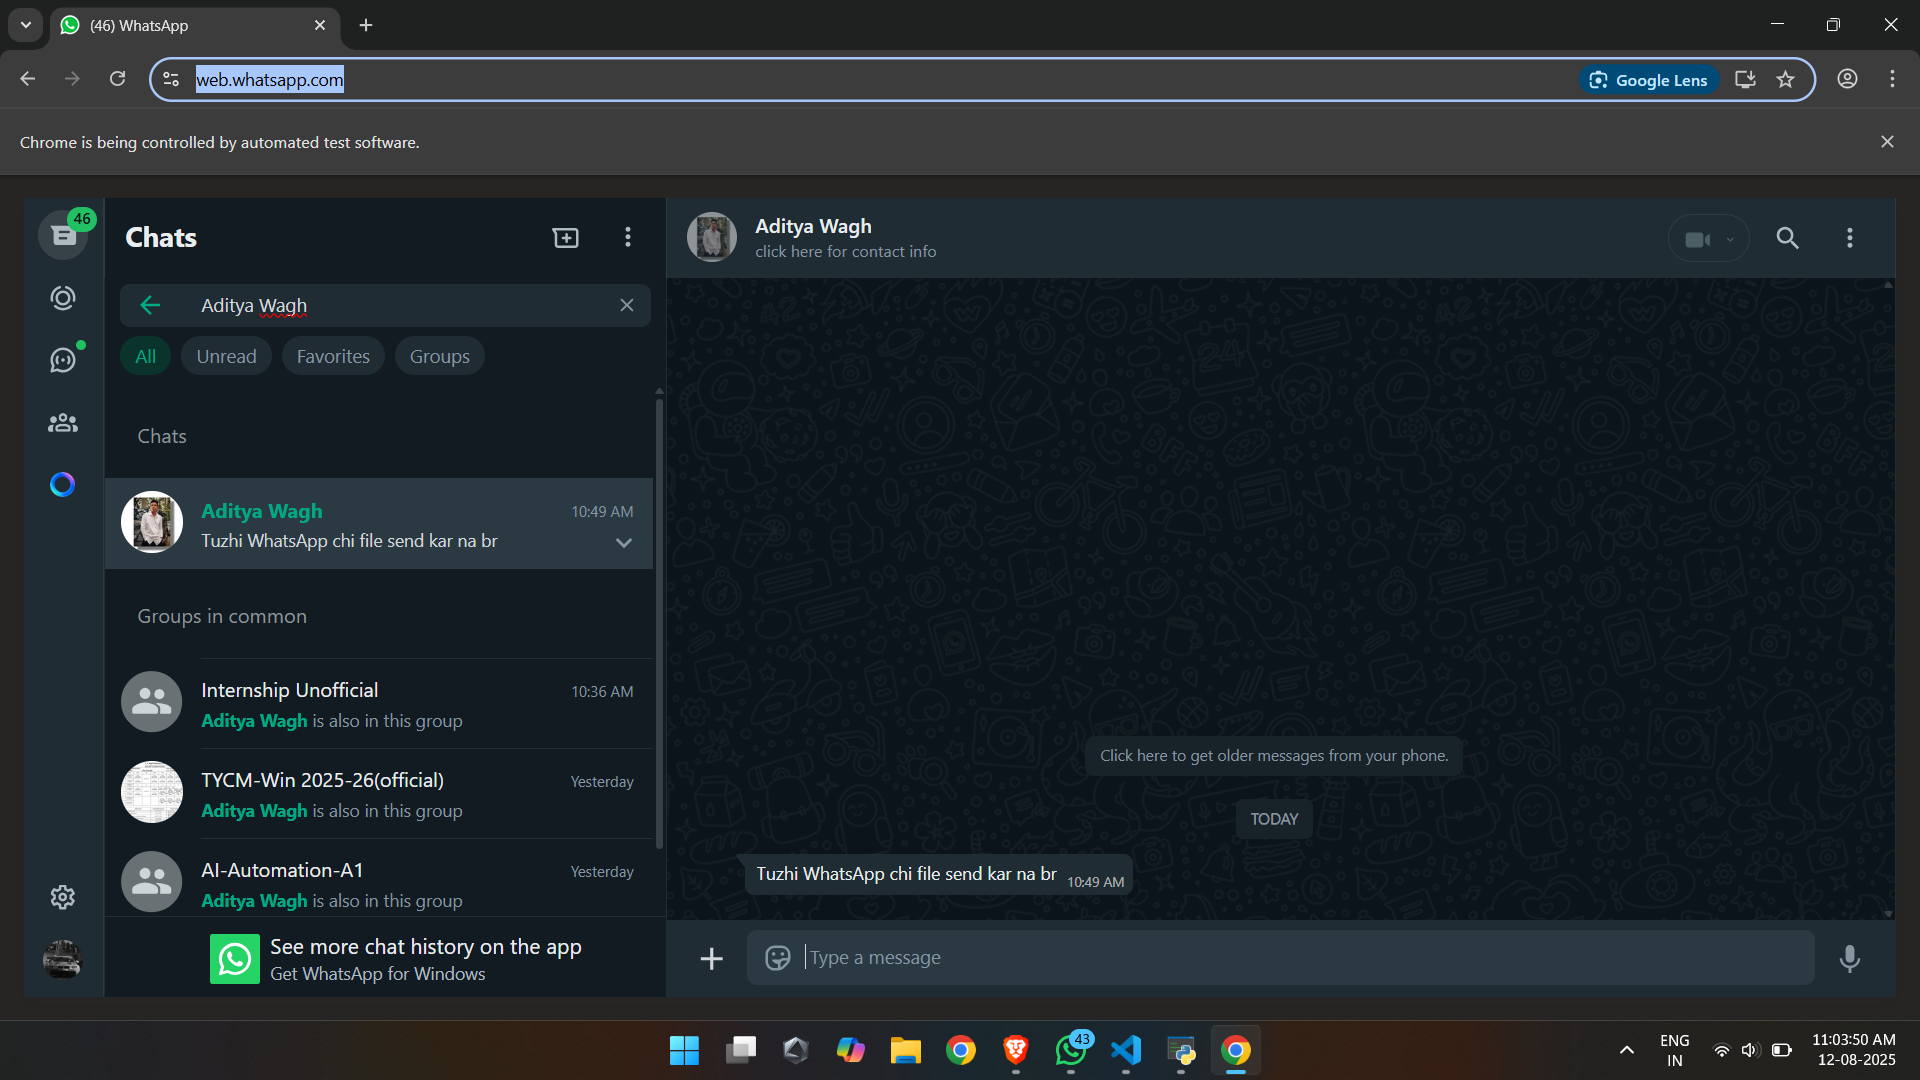 (46) WhatsApp
web.whatsapp.com
Google Lens
Chrome is being controlled by automated test software.
46
Chats
Aditya Wagh
All
Unread
Favorites
Groups
Chats
Aditya Wagh
10:49 AM
Tuzhi WhatsApp chi file send kar na br
Groups in common
Internship Unofficial
10:36 AM
Aditya Wagh is also in this group
TYCM-Win 2025-26(official)
Yesterday
Aditya Wagh is also in this group
AI-Automation-A1
Yesterday
Aditya Wagh is also in this group
See more chat history on the app
Get WhatsApp for Windows
Aditya Wagh
click here for contact info
Click here to get older messages from your phone.
TODAY
Tuzhi WhatsApp chi file send kar na br
10:49 AM
Type a message
43
ENG
IN
11:03:50 AM
12-08-2025